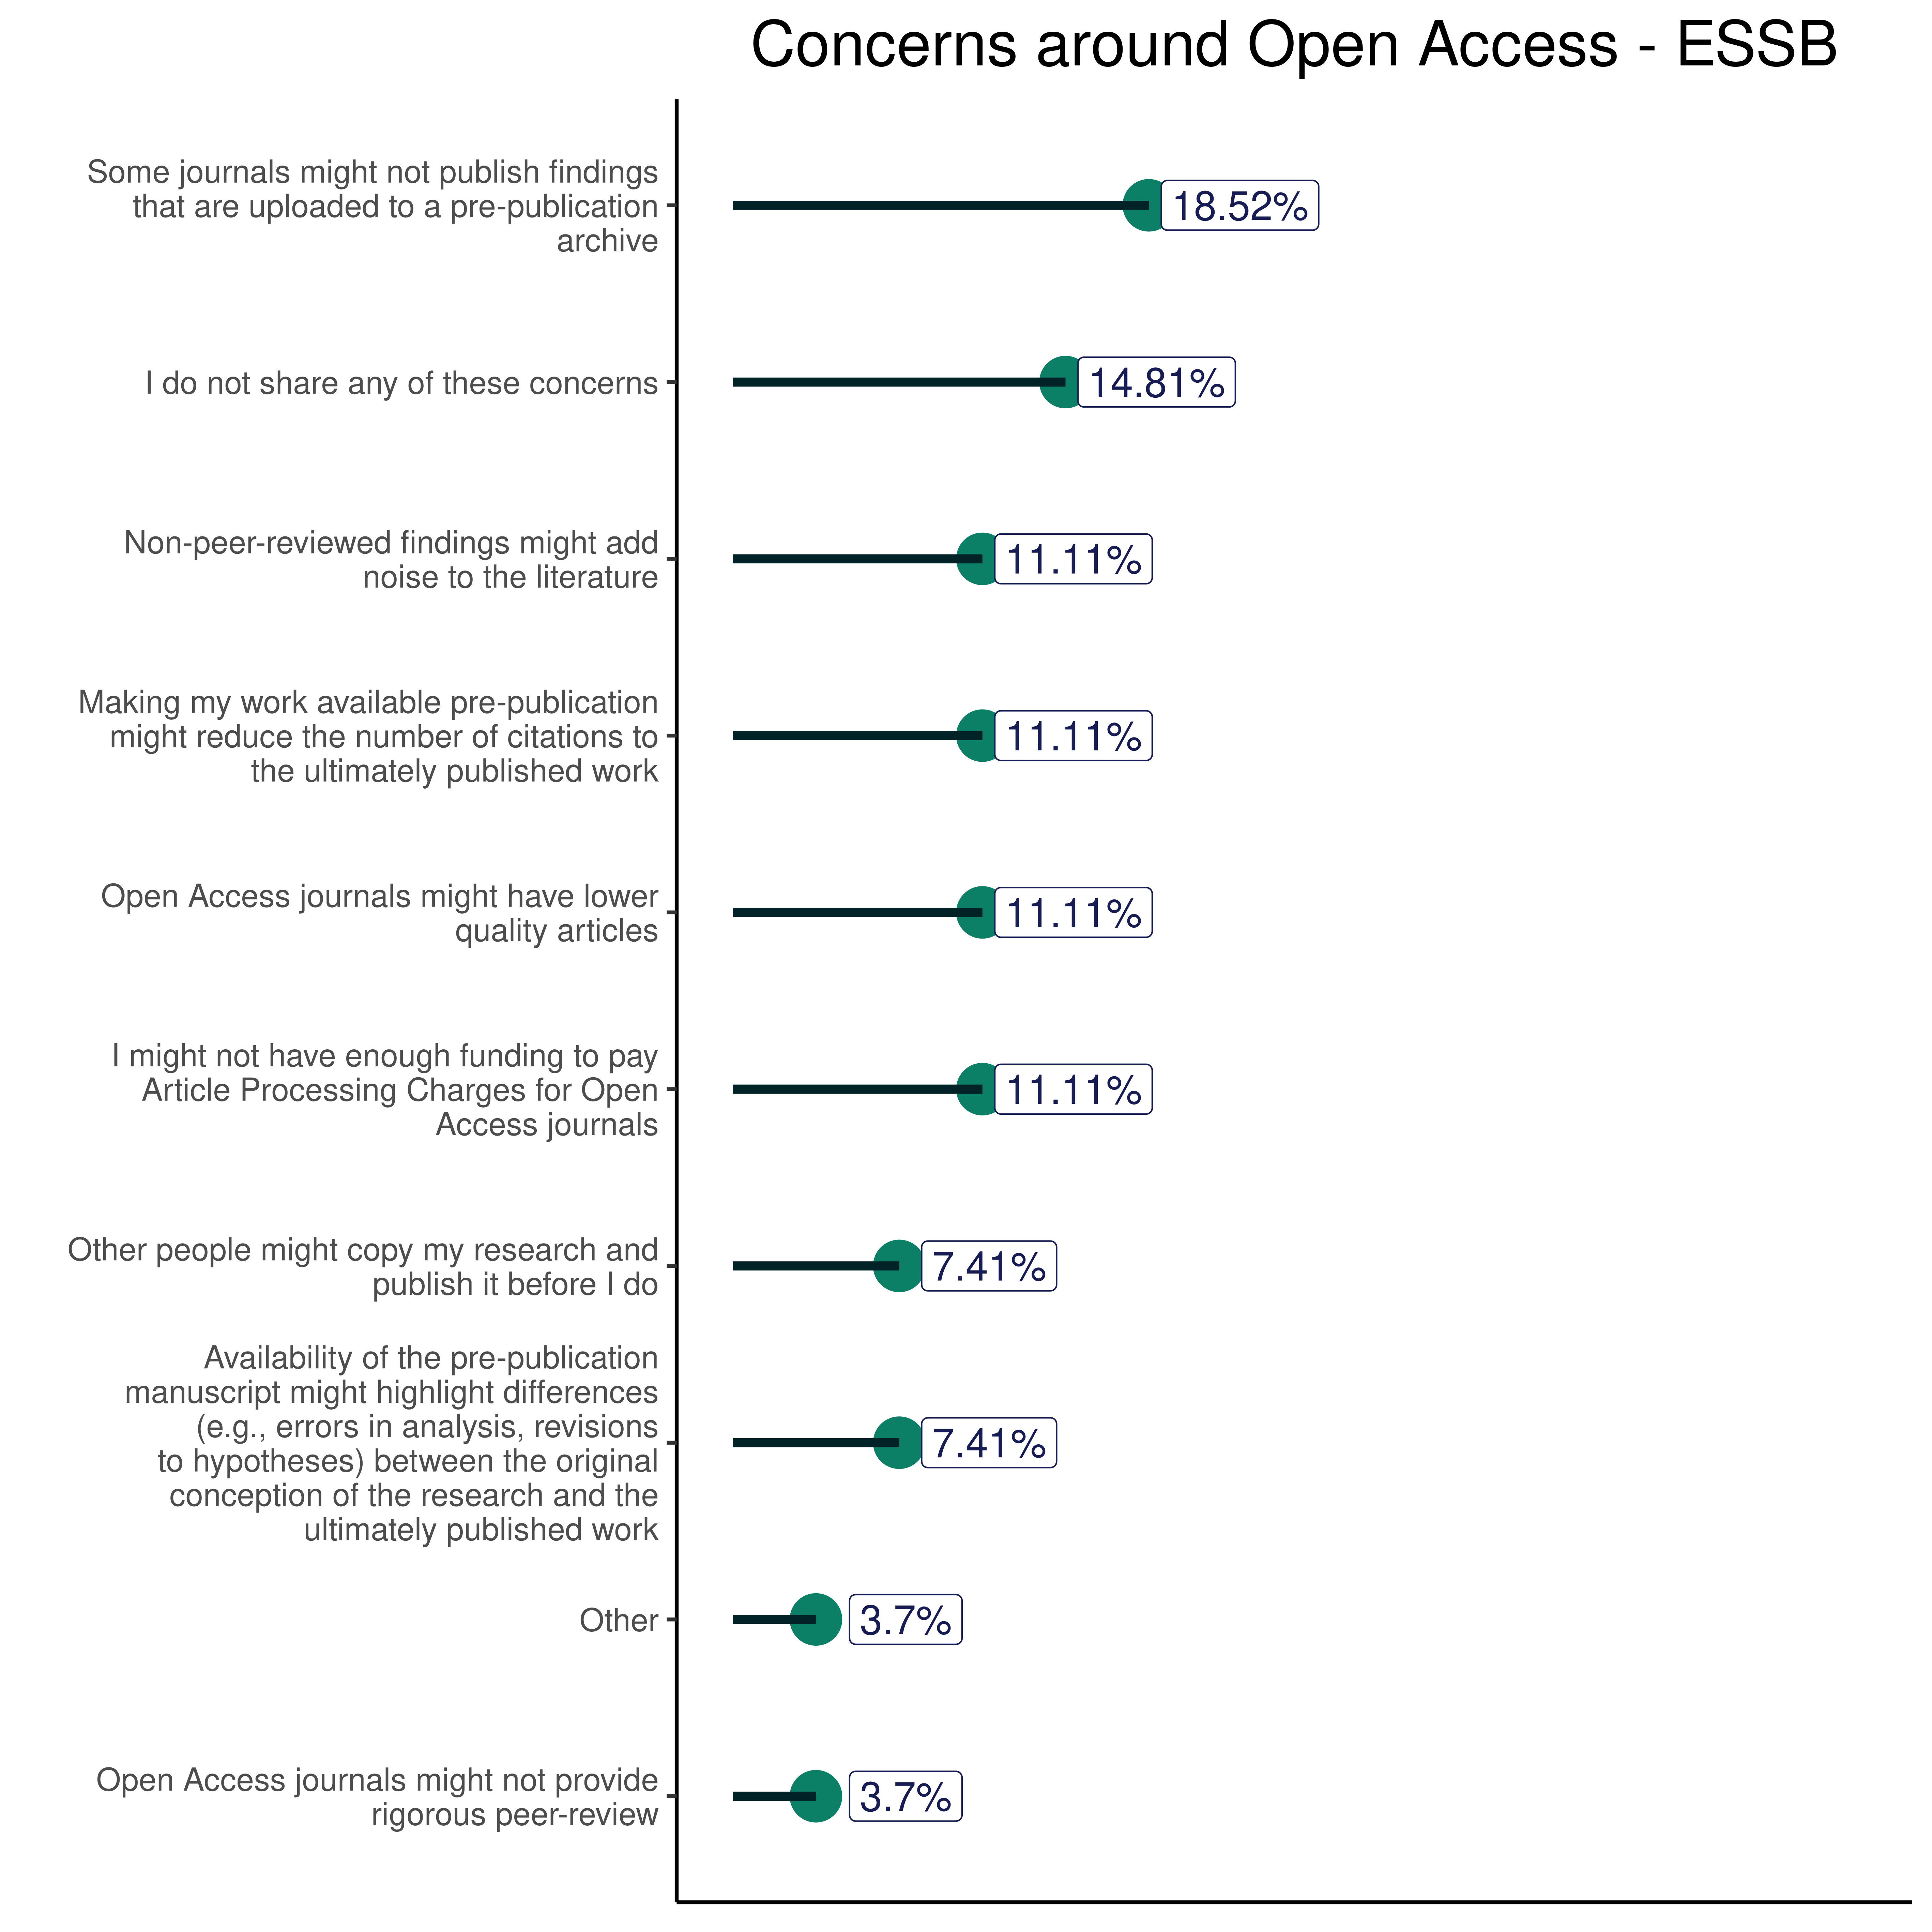 Concerns around Open Access - ESSB
Some journals might not publish findings
that are uploaded to a pre-publication
archive
18.52%
I do not share any of these concerns
14.81%
Non-peer-reviewed findings might add
noise to the literature
11.11%
Making my work available pre-publication
might reduce the number of citations to
the ultimately published work
11.11%
Open Access journals might have lower
quality articles
11.11%
I might not have enough funding to pay
Article Processing Charges for Open
Access journals
11.11%
Other people might copy my research and
publish it before I do
7.41%
Availability of the pre-publication
manuscript might highlight differences
(e.g., errors in analysis, revisions
to hypotheses) between the original
conception of the research and the
ultimately published work
7.41%
Other
3.7%
Open Access journals might not provide
rigorous peer-review
3.7%